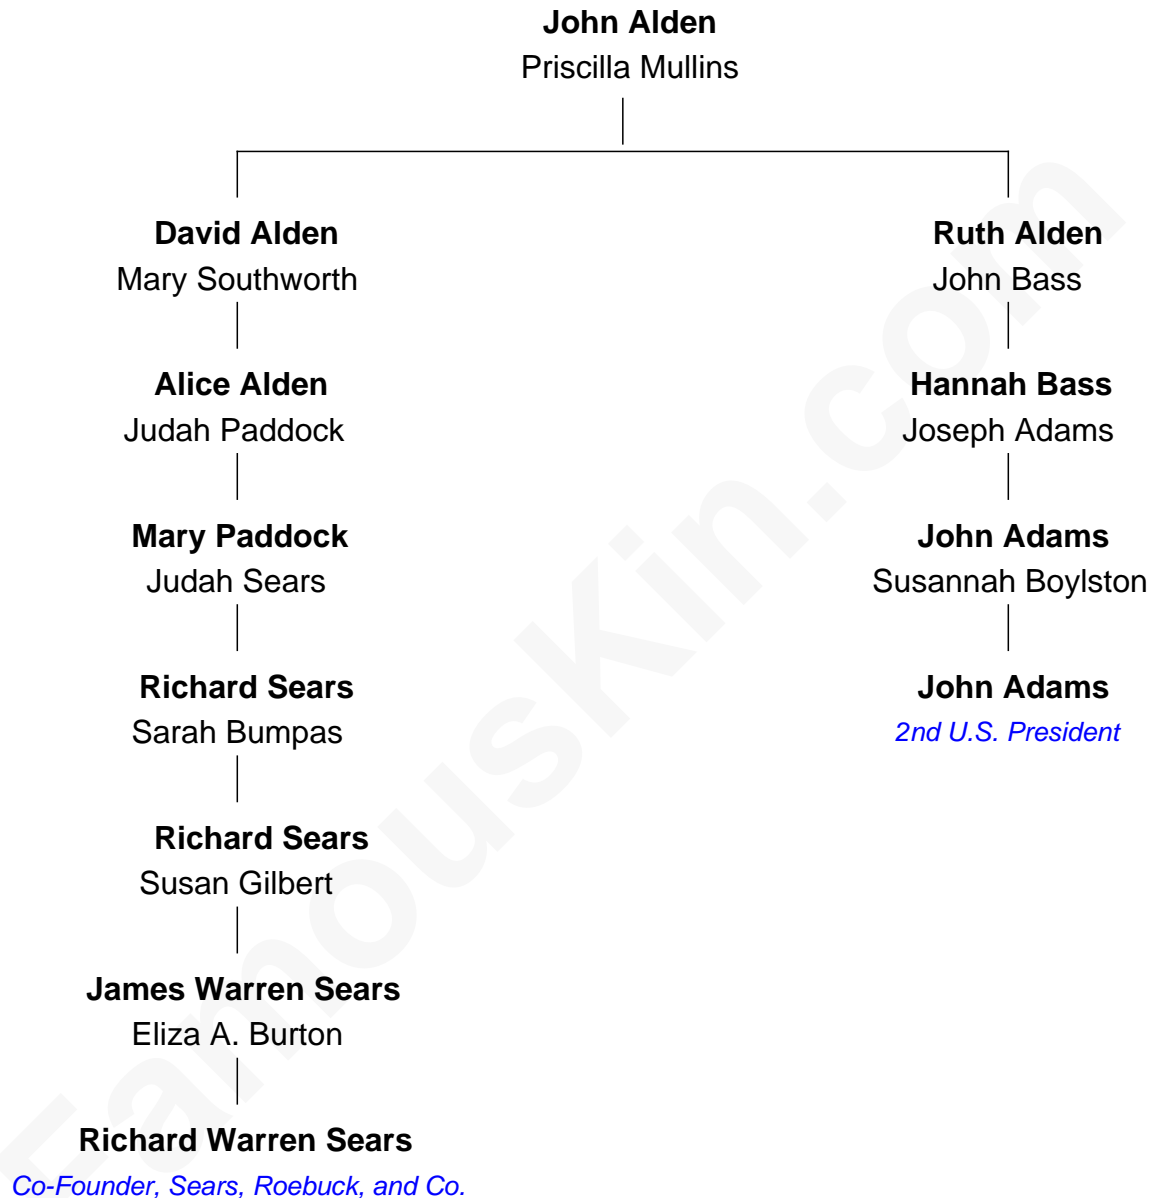 John Alden
Priscilla Mullins
David Alden
Mary Southworth
Ruth Alden
John Bass
Alice Alden
Judah Paddock
Hannah Bass
Joseph Adams
Mary Paddock
Judah Sears
John Adams
Susannah Boylston
Richard Sears
Sarah Bumpas
John Adams
2nd U.S. President
Richard Sears
Susan Gilbert
James Warren Sears
Eliza A. Burton
Richard Warren Sears
Co-Founder, Sears, Roebuck, and Co.
FamousKin.com